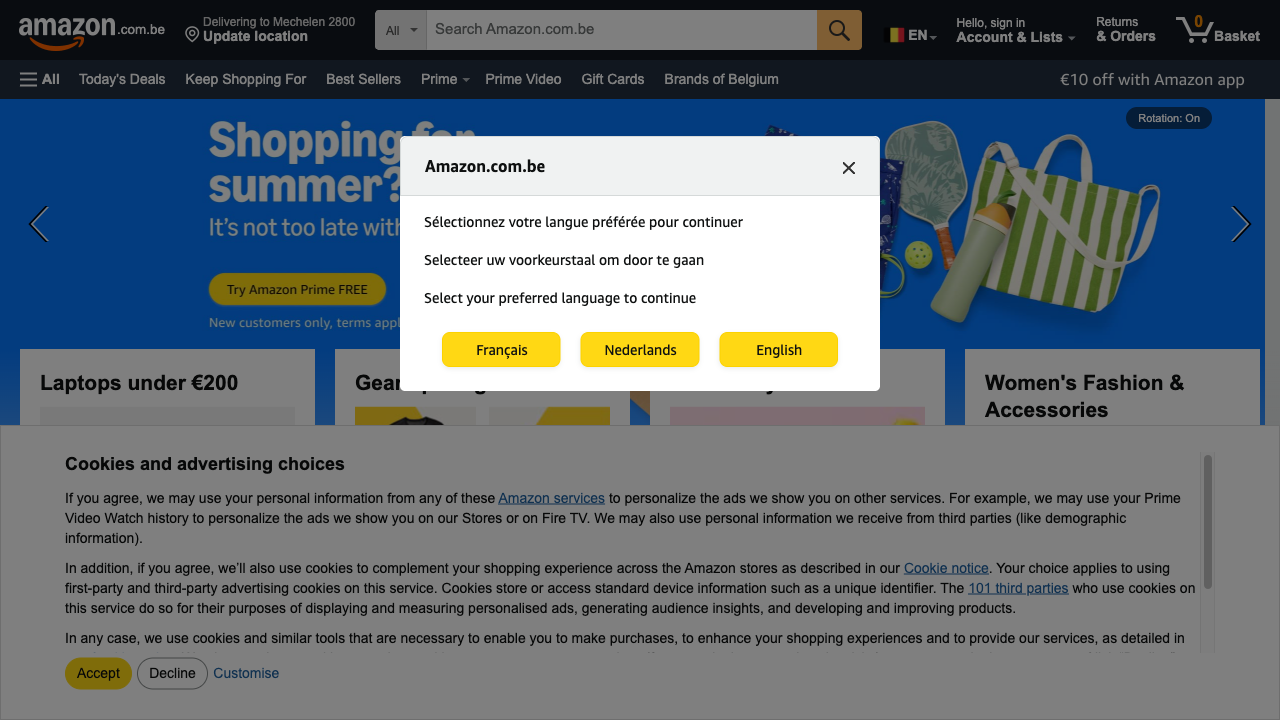 amazon.com.be
Delivering to Mechelen 2800
Update location
All
Search Amazon.com.be
EN
Hello, sign in
Account & Lists
Returns
& Orders
0
Basket
All
Today's Deals
Keep Shopping For
Best Sellers
Prime
Prime Video
Gift Cards
Brands of Belgium
€10 off with Amazon app
Rotation: On
Shopping for
summer?
It's not too late with
Try Amazon Prime FREE
New customers only, terms appl
Amazon.com.be
Sélectionnez votre langue préférée pour continuer
Selecteer uw voorkeurstaal om door te gaan
Select your preferred language to continue
Français
Nederlands
English
Laptops under €200
Women's Fashion &
Accessories
Cookies and advertising choices
If you agree, we may use your personal information from any of these Amazon services to personalize the ads we show you on other services. For example, we may use your Prime
Video Watch history to personalize the ads we show you on our Stores or on Fire TV. We may also use personal information we receive from third parties (like demographic
information).
In addition, if you agree, we’ll also use cookies to complement your shopping experience across the Amazon stores as described in our Cookie notice. Your choice applies to using
first-party and third-party advertising cookies on this service. Cookies store or access standard device information such as a unique identifier. The 101 third parties who use cookies on
this service do so for their purposes of displaying and measuring personalised ads, generating audience insights, and developing and improving products.
In any case, we use cookies and similar tools that are necessary to enable you to make purchases, to enhance your shopping experiences and to provide our services, as detailed in
Accept
Decline
Customise